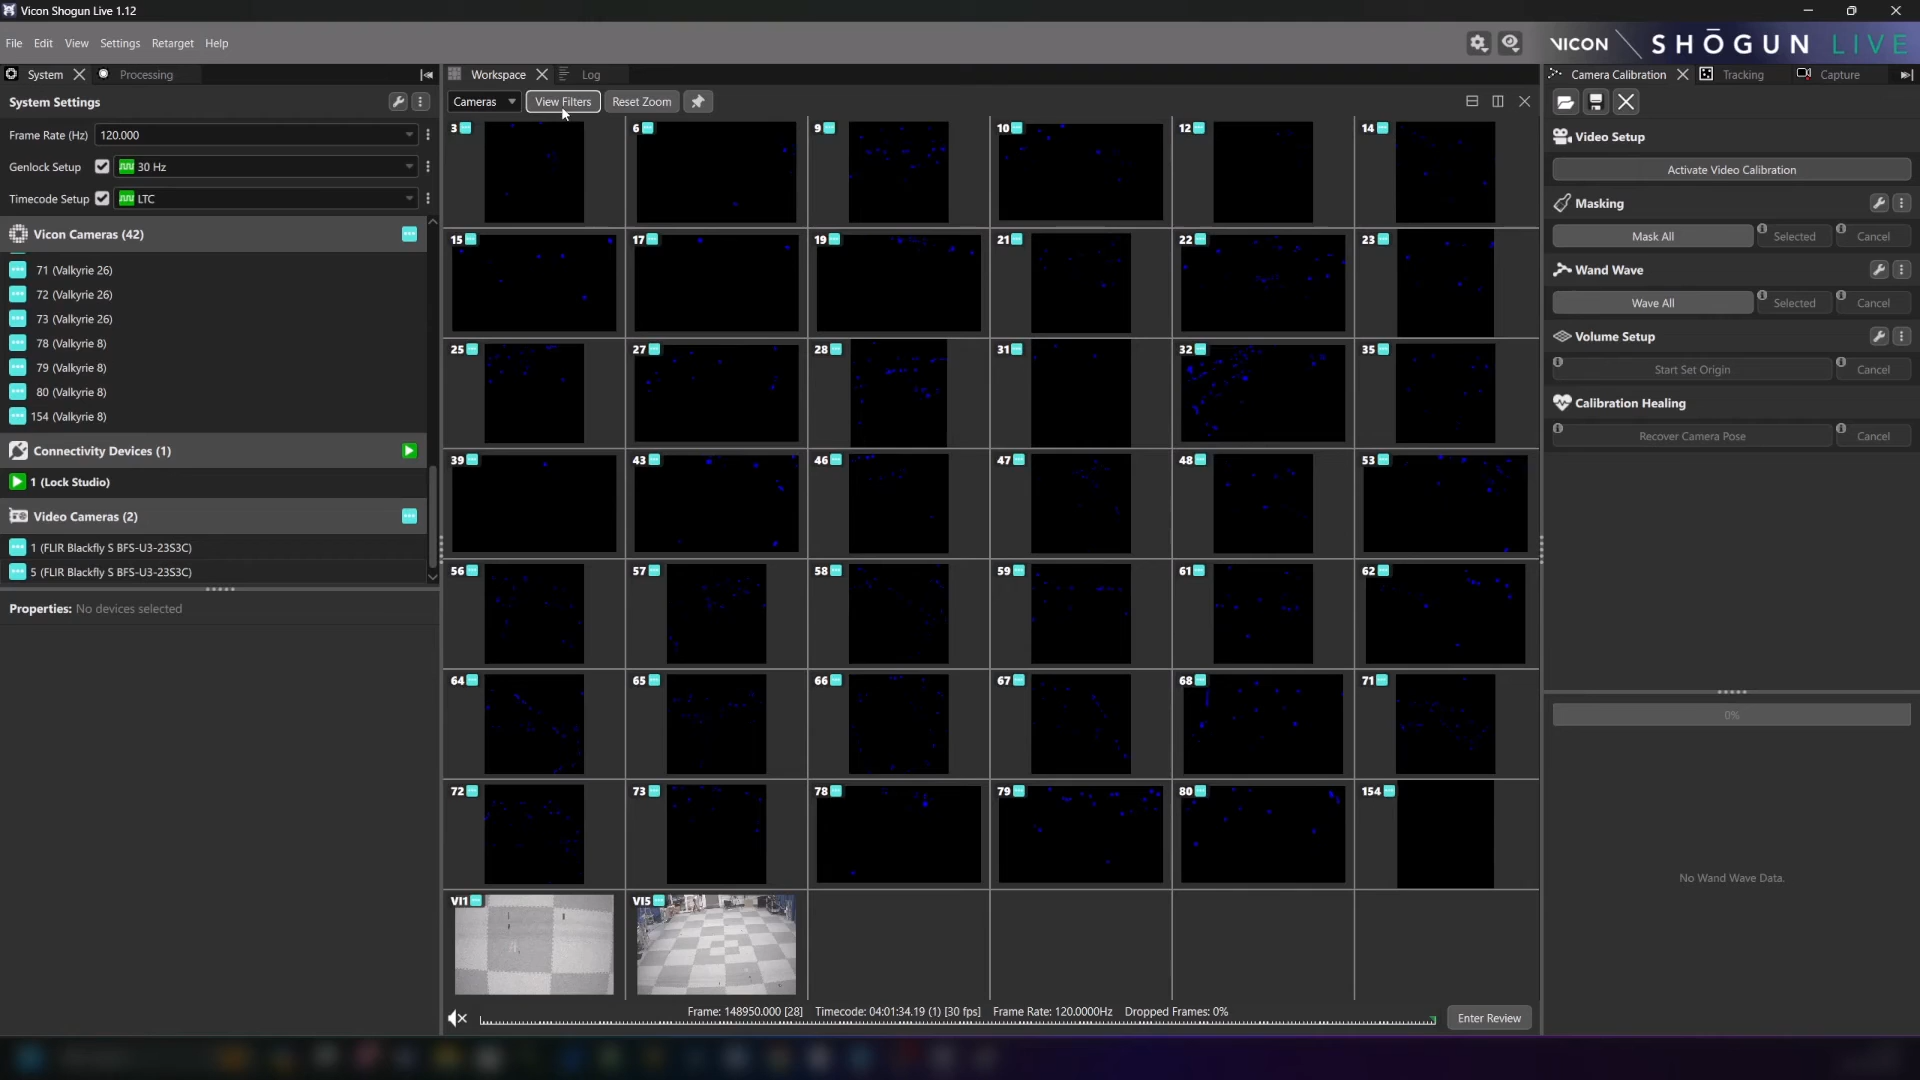 Vicon Shogun Live 1.12
File Edit View Settings Retarget Help
VICON SHŌGUN LIVE
System Processing
Workspace Log
Camera Calibration Tracking Capture
System Settings
Cameras View Filters Reset Zoom
Frame Rate (Hz) 120.000
Genlock Setup 30 Hz
Timecode Setup LTC
Vicon Cameras (42)
71 (Valkyrie 26)
72 (Valkyrie 26)
73 (Valkyrie 26)
78 (Valkyrie 8)
79 (Valkyrie 8)
80 (Valkyrie 8)
154 (Valkyrie 8)
Connectivity Devices (1)
1 (Lock Studio)
Video Cameras (2)
1 (FLIR Blackfly S BFS-U3-23S3C)
5 (FLIR Blackfly S BFS-U3-23S3C)
Properties: No devices selected
3 6 9 10 12 14
15 17 19 21 22 23
25 27 28 31 32 35
39 43 46 47 48 53
56 57 58 59 61 62
64 65 66 67 68 71
72 73 78 79 80 154
VI1 VI5
Frame: 148950.000 [28] Timecode: 04:01:34.19 (1) [30 fps] Frame Rate: 120.0000Hz Dropped Frames: 0%
Enter Review
Video Setup
Activate Video Calibration
Masking
Mask All Selected Cancel
Wand Wave
Wave All Selected Cancel
Volume Setup
Start Set Origin Cancel
Calibration Healing
Recover Camera Pose Cancel
0%
No Wand Wave Data.